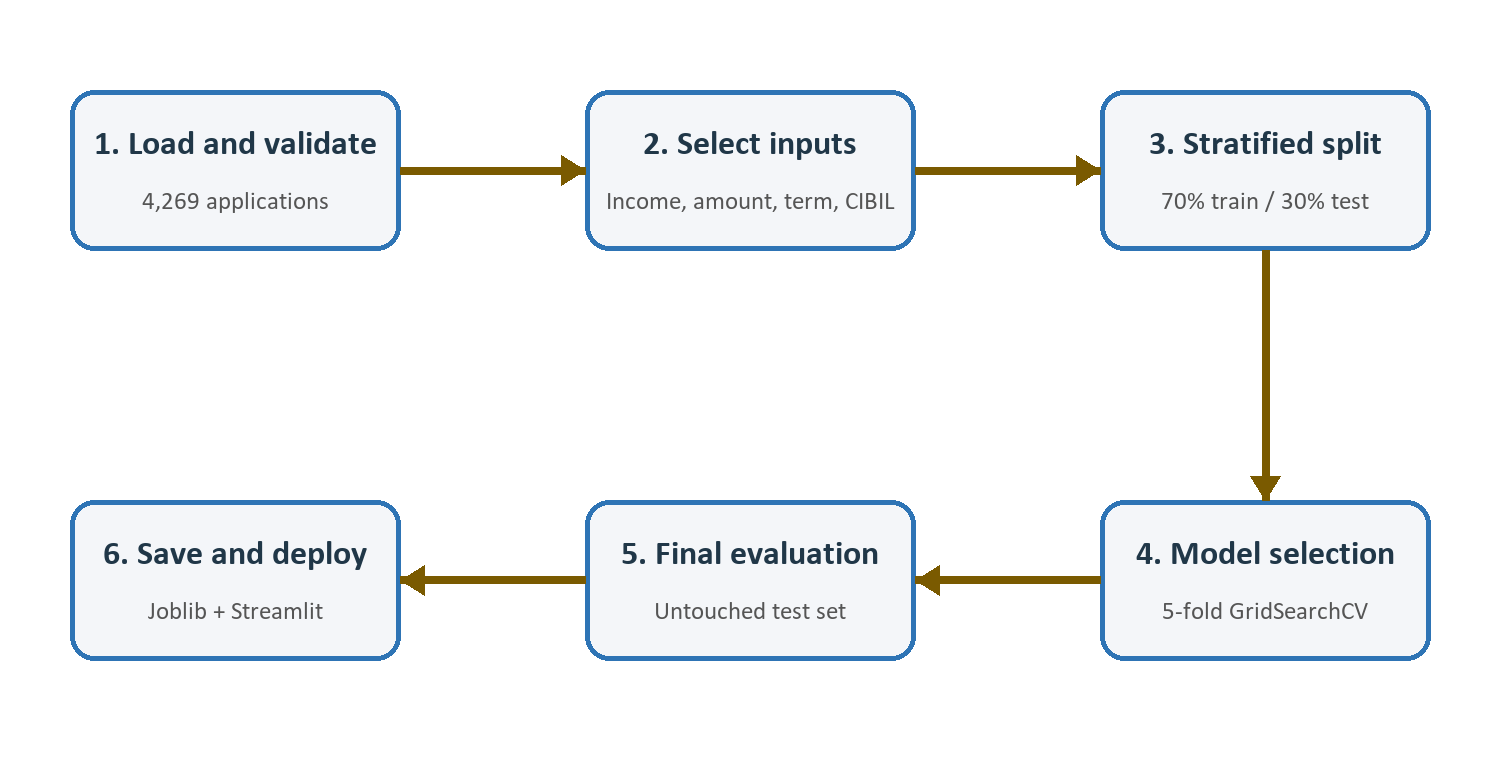 1. Load and validate
4,269 applications
2. Select inputs
Income, amount, term, CIBIL
3. Stratified split
70% train / 30% test
4. Model selection
5-fold GridSearchCV
5. Final evaluation
Untouched test set
6. Save and deploy
Joblib + Streamlit